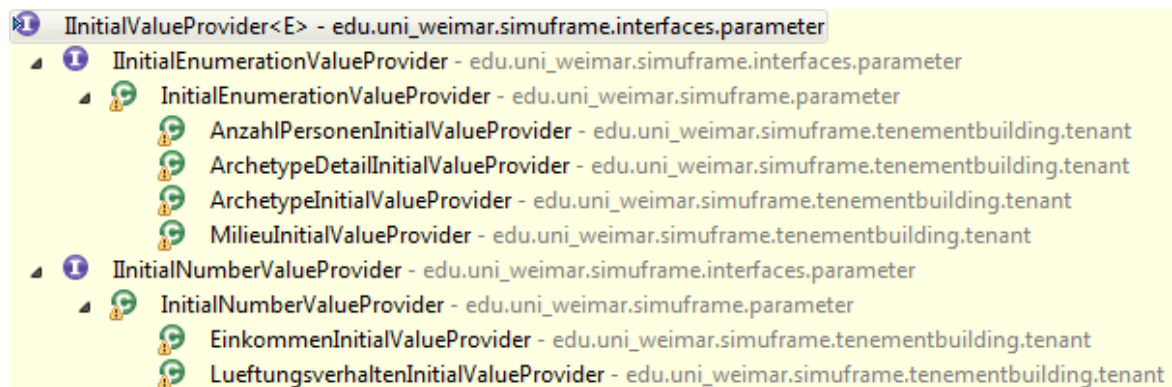 IInitialValueProvider<E> - edu.uni_weimar.simuframe.interfaces.parameter
IInitialEnumerationValueProvider - edu.uni_weimar.simuframe.interfaces.parameter
InitialEnumerationValueProvider - edu.uni_weimar.simuframe.parameter
AnzahlPersonenInitialValueProvider - edu.uni_weimar.simuframe.tenementbuilding.tenant
ArchetypeDetailInitialValueProvider - edu.uni_weimar.simuframe.tenementbuilding.tenant
ArchetypeInitialValueProvider - edu.uni_weimar.simuframe.tenementbuilding.tenant
MilieuInitialValueProvider - edu.uni_weimar.simuframe.tenementbuilding.tenant
IInitialNumberValueProvider - edu.uni_weimar.simuframe.interfaces.parameter
InitialNumberValueProvider - edu.uni_weimar.simuframe.parameter
EinkommenInitialValueProvider - edu.uni_weimar.simuframe.tenementbuilding.tenant
LueftungsverhaltenInitialValueProvider - edu.uni_weimar.simuframe.tenementbuilding.tenant